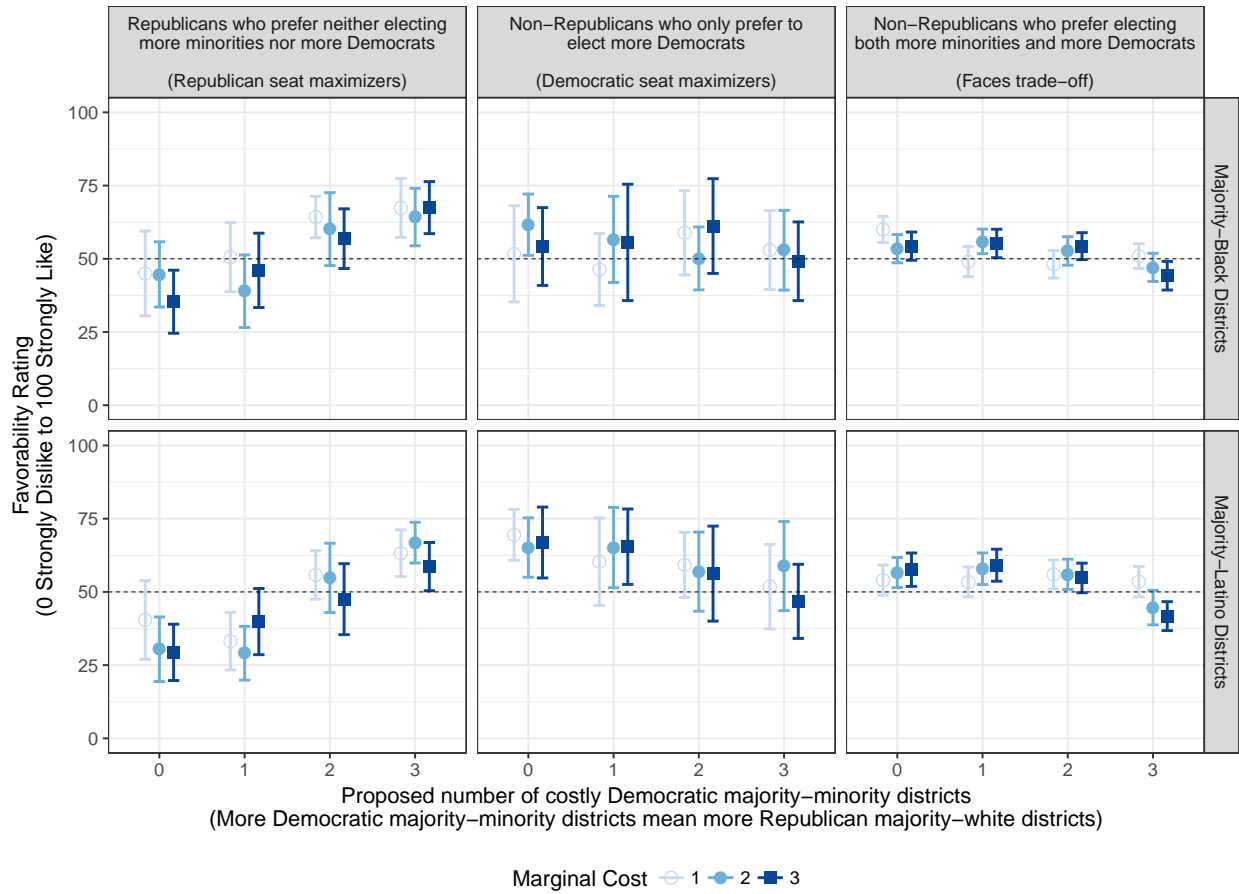 Republicans who prefer neither electing
more minorities nor more Democrats
(Republican seat maximizers)
Non−Republicans who only prefer to
elect more Democrats
(Democratic seat maximizers)
Non−Republicans who prefer electing
both more minorities and more Democrats
(Faces trade−off)
Favorability Rating
(0 Strongly Dislike to 100 Strongly Like)
100
75
50
25
0
Majority−Black Districts
100
75
50
25
0
Majority−Latino Districts
0 1 2 3 0 1 2 3 0 1 2 3
Proposed number of costly Democratic majority−minority districts
(More Democratic majority−minority districts mean more Republican majority−white districts)
Marginal Cost 1 2 3